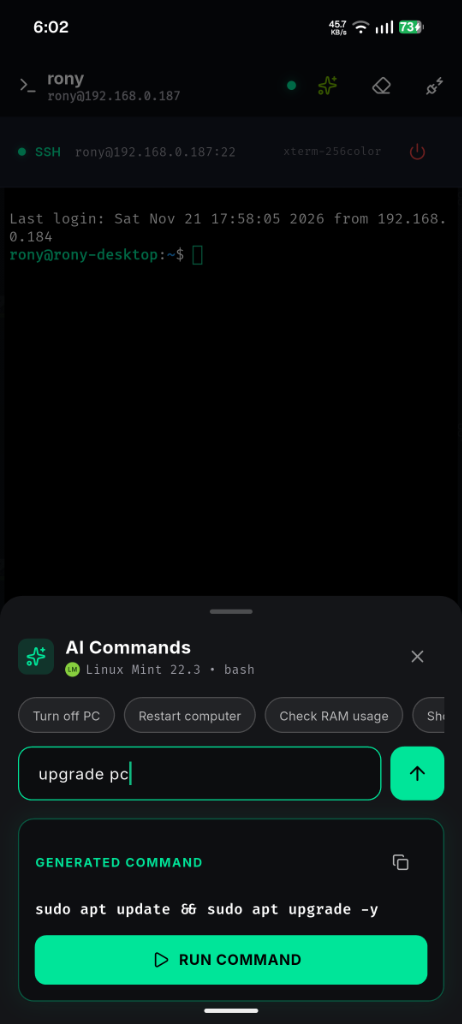 6:02
45.7
KB/s
73
rony
rony@192.168.0.187
SSH rony@192.168.0.187:22 xterm-256color
Last login: Sat Nov 21 17:58:05 2026 from 192.168.
0.184
rony@rony-desktop:~$
AI Commands
LM Linux Mint 22.3 • bash
Turn off PC Restart computer Check RAM usage Sho
upgrade pc
GENERATED COMMAND
sudo apt update && sudo apt upgrade -y
RUN COMMAND